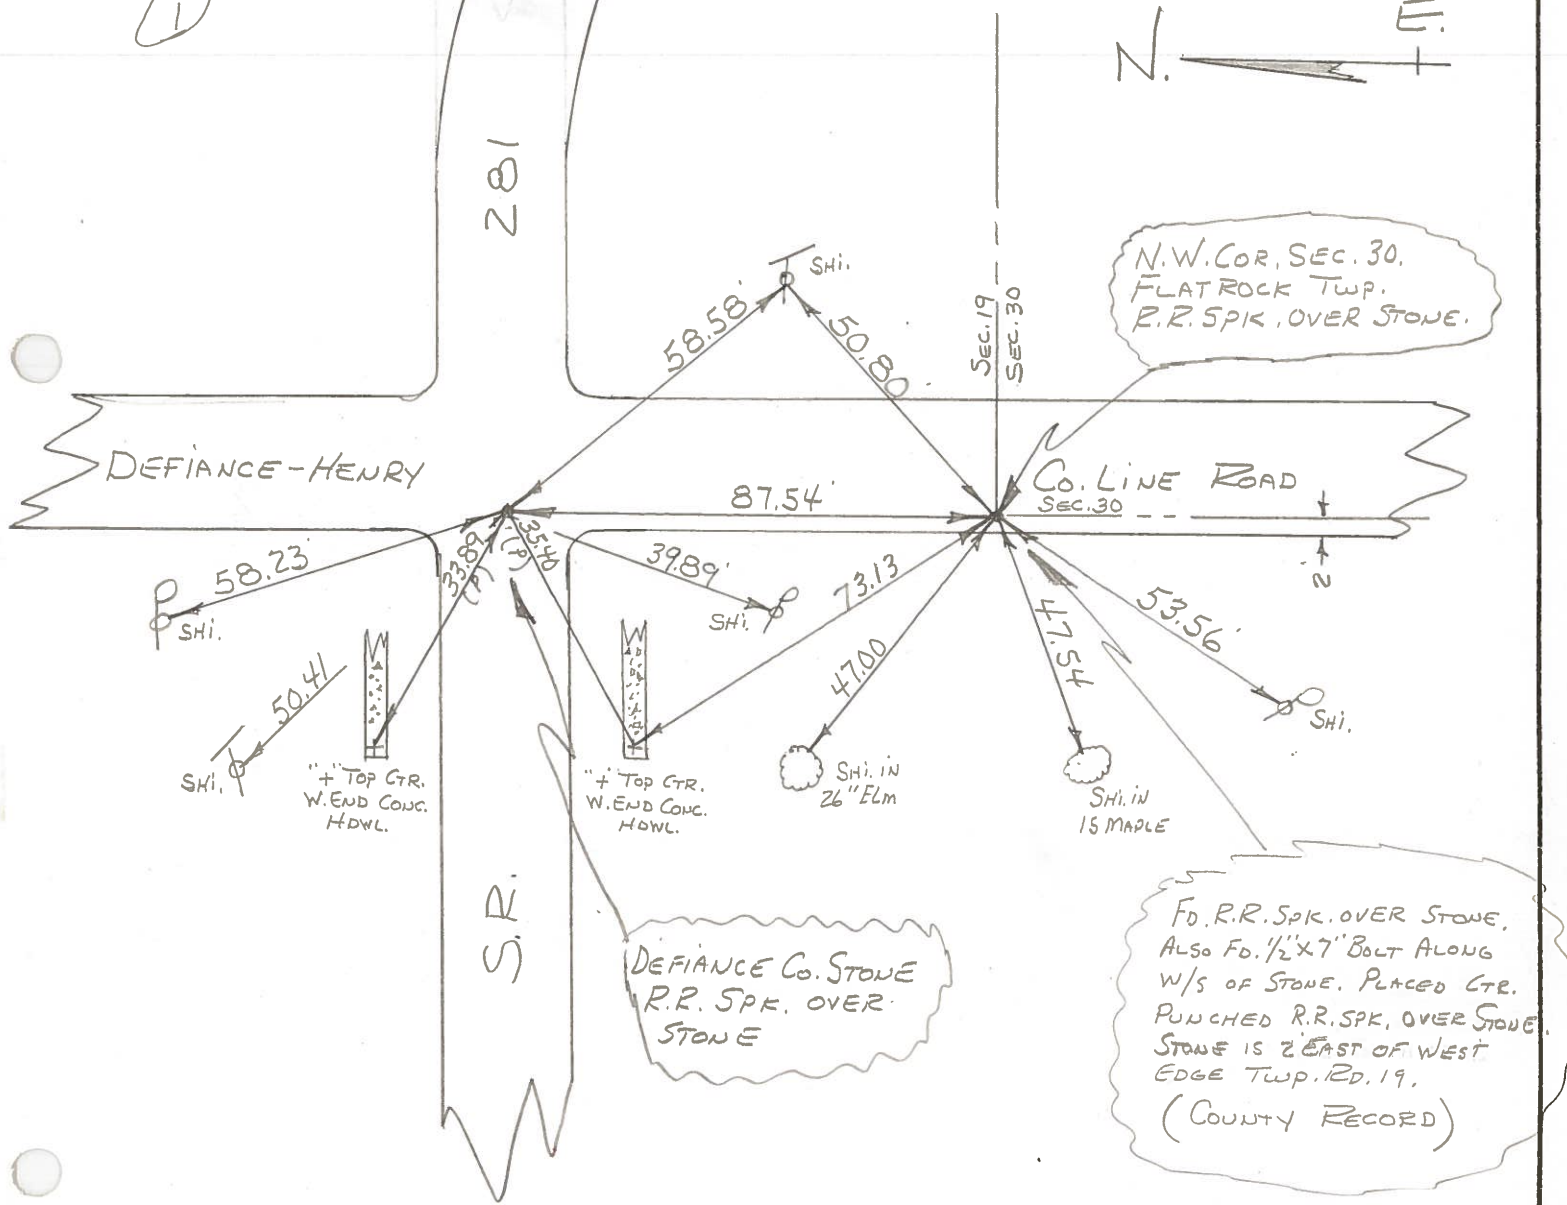 1
N.
E.
281
SHI.
58.58'
50.80'
SEC. 19
SEC. 30
N.W. COR. SEC. 30.
FLATROCK TWP.
R.R. SPIK. OVER STONE.
DEFIANCE-HENRY
87.54'
CO. LINE ROAD
SEC. 30
2'
58.23'
SHI.
33.89
(P)
35.40
(P)
39.89'
SHI.
73.13
47.00
47.54
53.56'
SHI.
50.41
SHI.
"+" TOP CTR.
W. END CONC.
HDWL.
"+" TOP CTR.
W. END CONC.
HDWL.
SHI. IN
26" ELM
SHI. IN
15 MAPLE
S.R.
DEFIANCE CO. STONE
R.R. SPK. OVER
STONE
FD. R.R. SPIK. OVER STONE.
ALSO FD. 1/2"X7" BOLT ALONG
W/S OF STONE. PLACED CTR.
PUNCHED R.R. SPK. OVER STONE.
STONE IS 2' EAST OF WEST
EDGE TWP. RD. 19.
(COUNTY RECORD)